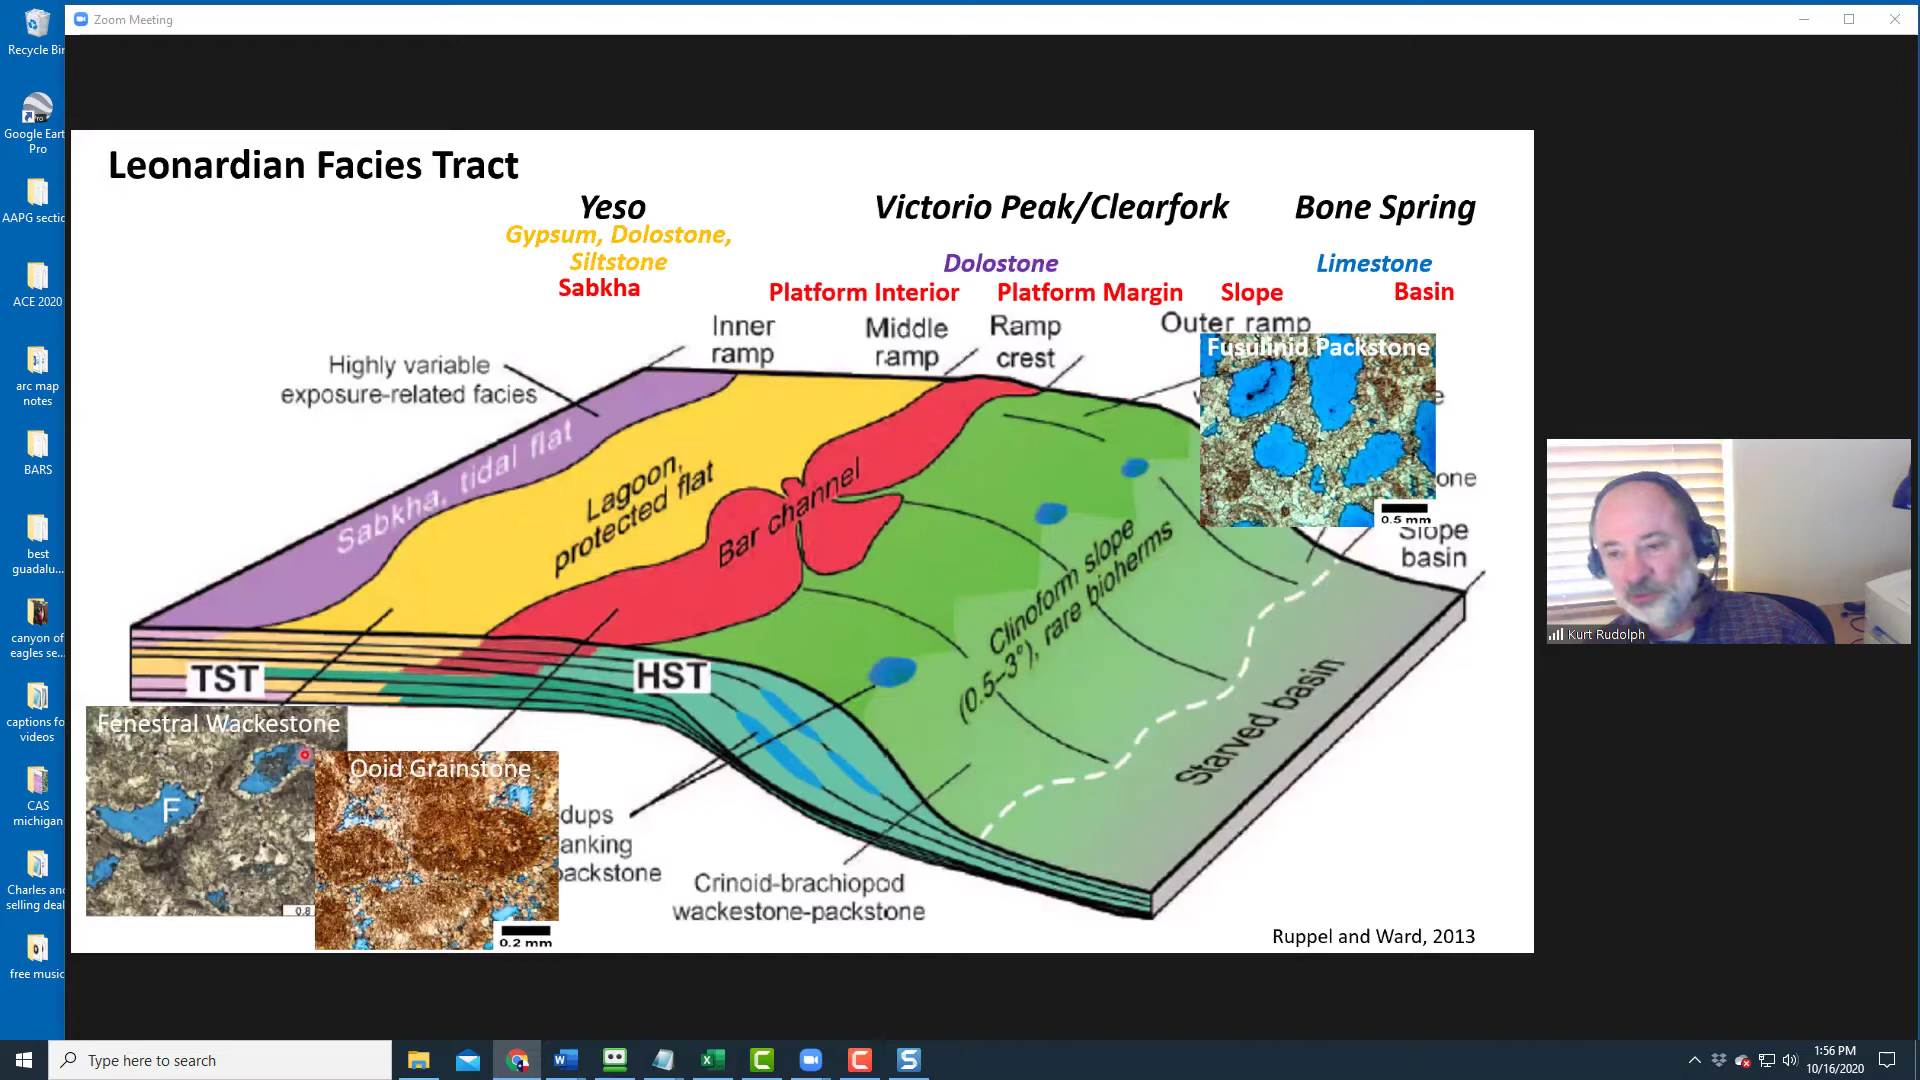 Zoom Meeting
Recycle Bin
Google Eart
Pro
AAPG sectio
ACE 2020
arc map
notes
BARS
best
guadalu...
canyon of
eagles se...
captions fo
videos
CAS
michigan
Charles and
selling deal
free music
Leonardian Facies Tract
Yeso
Gypsum, Dolostone,
Siltstone
Sabkha
Victorio Peak/Clearfork
Dolostone
Platform Interior
Platform Margin
Bone Spring
Limestone
Slope
Basin
Inner
ramp
Middle
ramp
Ramp
crest
Outer ramp
Highly variable
exposure-related facies
Fusulinid Packstone
0.5 mm
one
Slope
basin
Sabkha, tidal flat
Lagoon,
protected flat
Bar channel
Clinoform slope
(0.5–3°), rare bioherms
Starved basin
TST
HST
Fenestral Wackestone
F
0.8
Ooid Grainstone
0.2 mm
dups
anking
packstone
Crinoid-brachiopod
wackestone-packstone
Ruppel and Ward, 2013
Kurt Rudolph
Type here to search
1:56 PM
10/16/2020